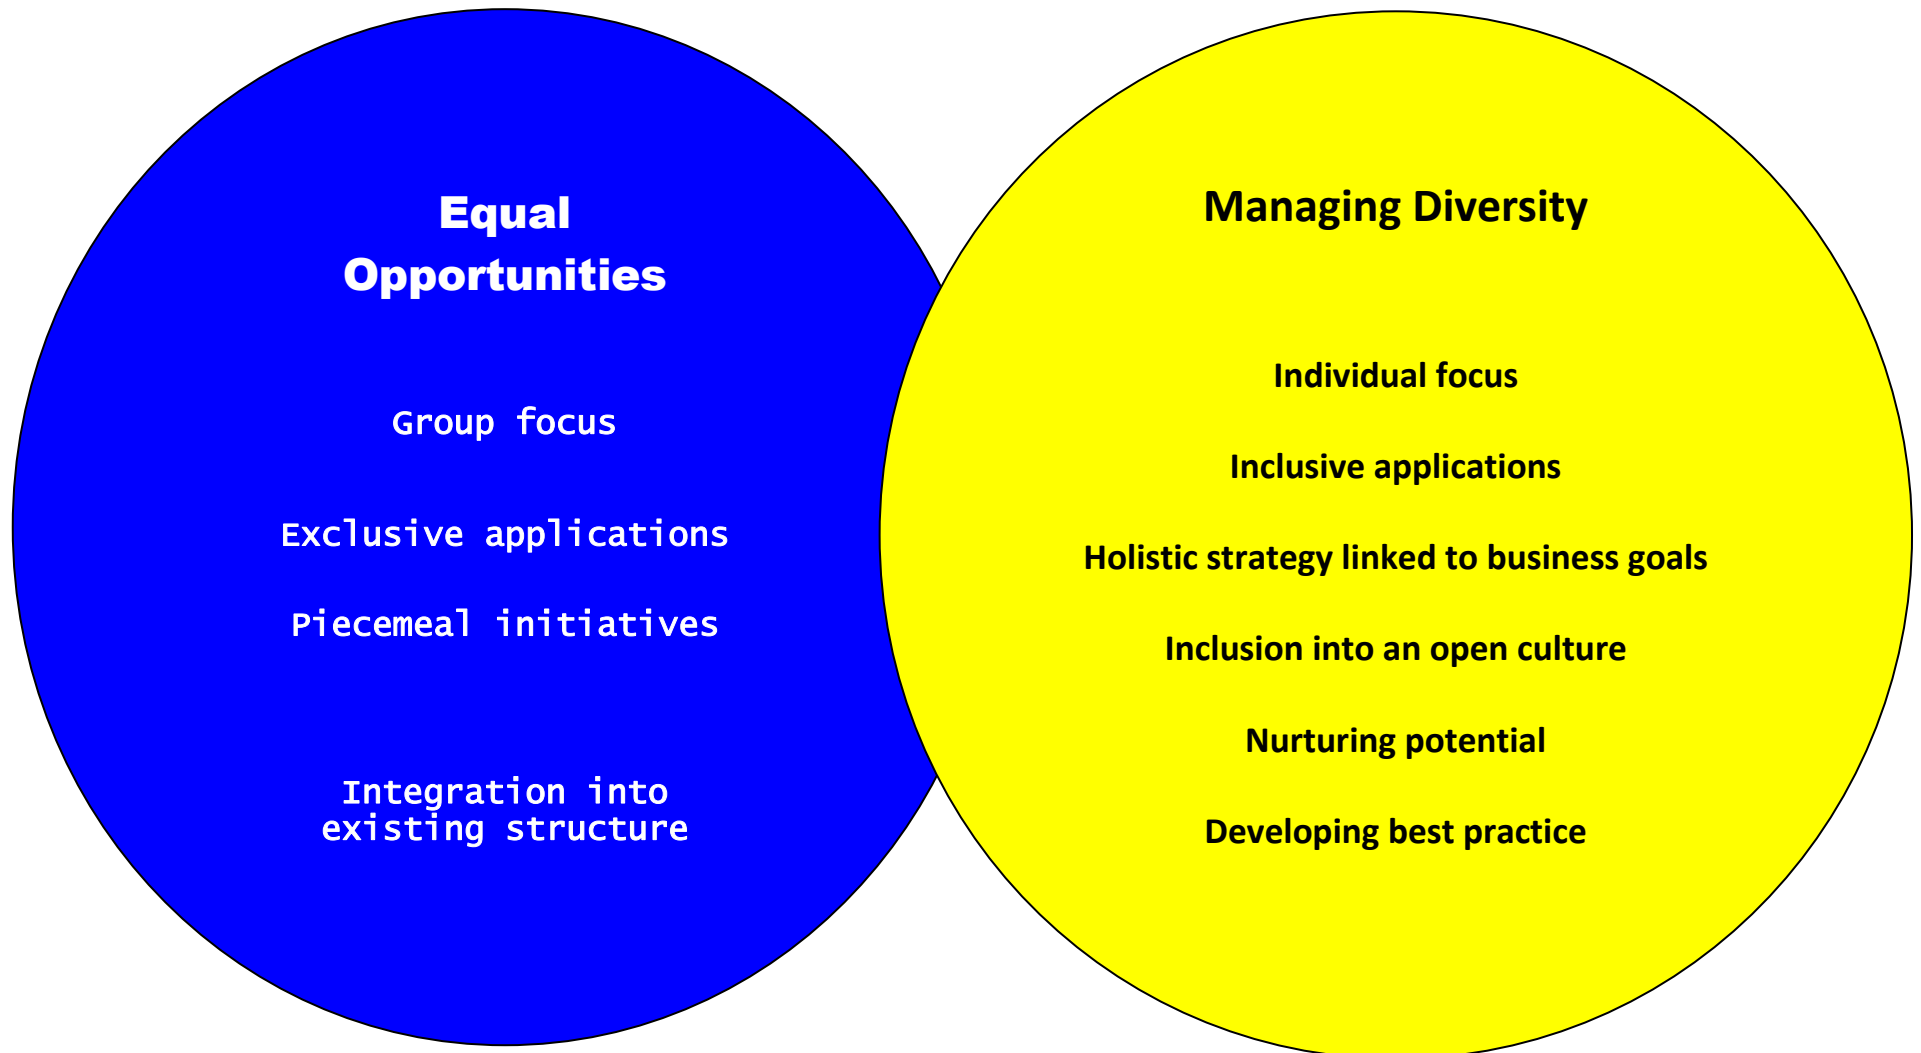 Equal
Opportunities
Group focus
Exclusive applications
Piecemeal initiatives
Integration into
existing structure
Managing Diversity
Individual focus
Inclusive applications
Holistic strategy linked to business goals
Inclusion into an open culture
Nurturing potential
Developing best practice